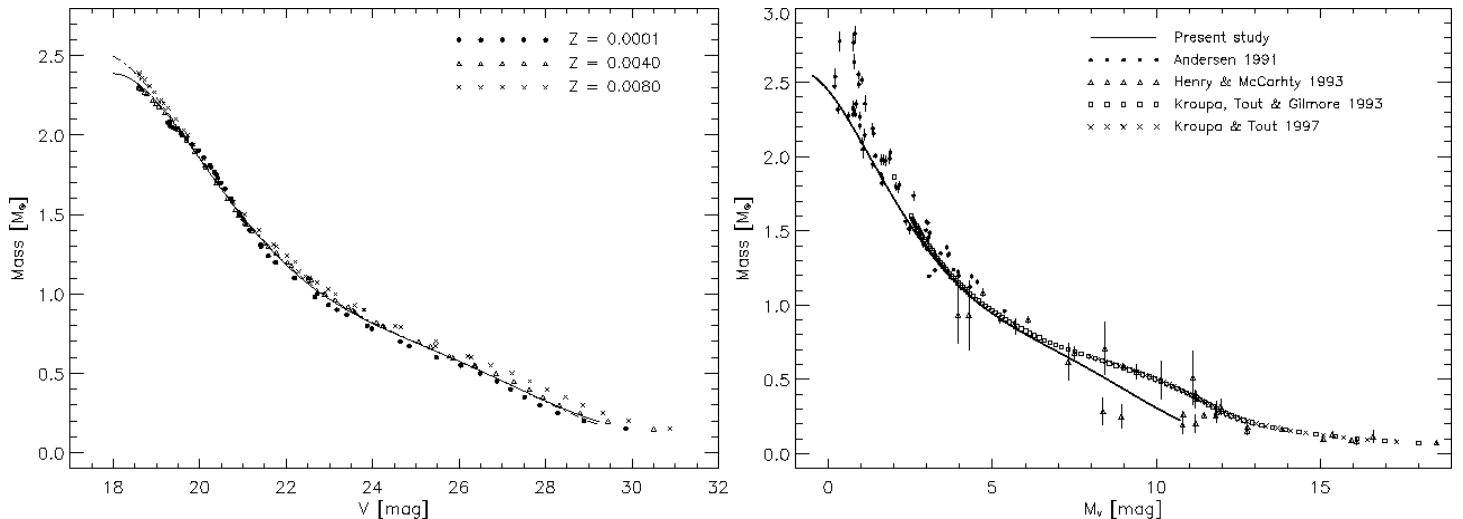 Z = 0.0001
Z = 0.0040
Z = 0.0080
Mass [M⊙]
2.5
2.0
1.5
1.0
0.5
0.0
18 20 22 24 26 28 30 32
V [mag]
Present study
Andersen 1991
Henry & McCarhty 1993
Kroupa, Tout & Gilmore 1993
Kroupa & Tout 1997
Mass [M⊙]
3.0
2.5
2.0
1.5
1.0
0.5
0.0
0 5 10 15
Mv [mag]